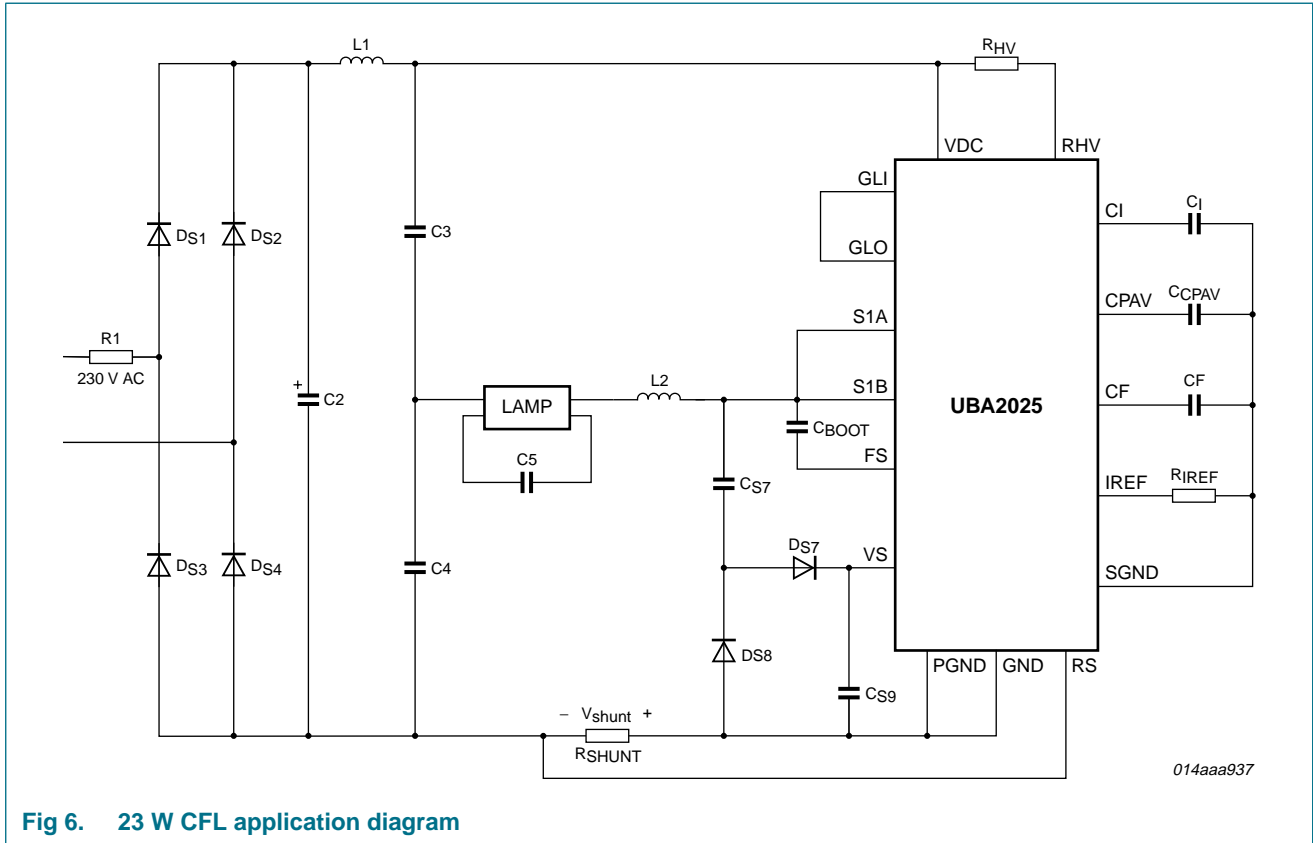 L1
RHV
VDC
RHV
GLI
GLO
CI
CI
DS1
DS2
C3
CPAV
CCPAV
S1A
R1
230 V AC
+
C2
LAMP
L2
–
S1B
UBA2025
CF
CF
CBOOT
C5
FS
CS7
IREF
RIREF
DS3
DS4
C4
DS7
VS
SGND
DS8
PGND
GND
RS
CS9
– Vshunt +
RSHUNT
014aaa937
Fig 6. 23 W CFL application diagram